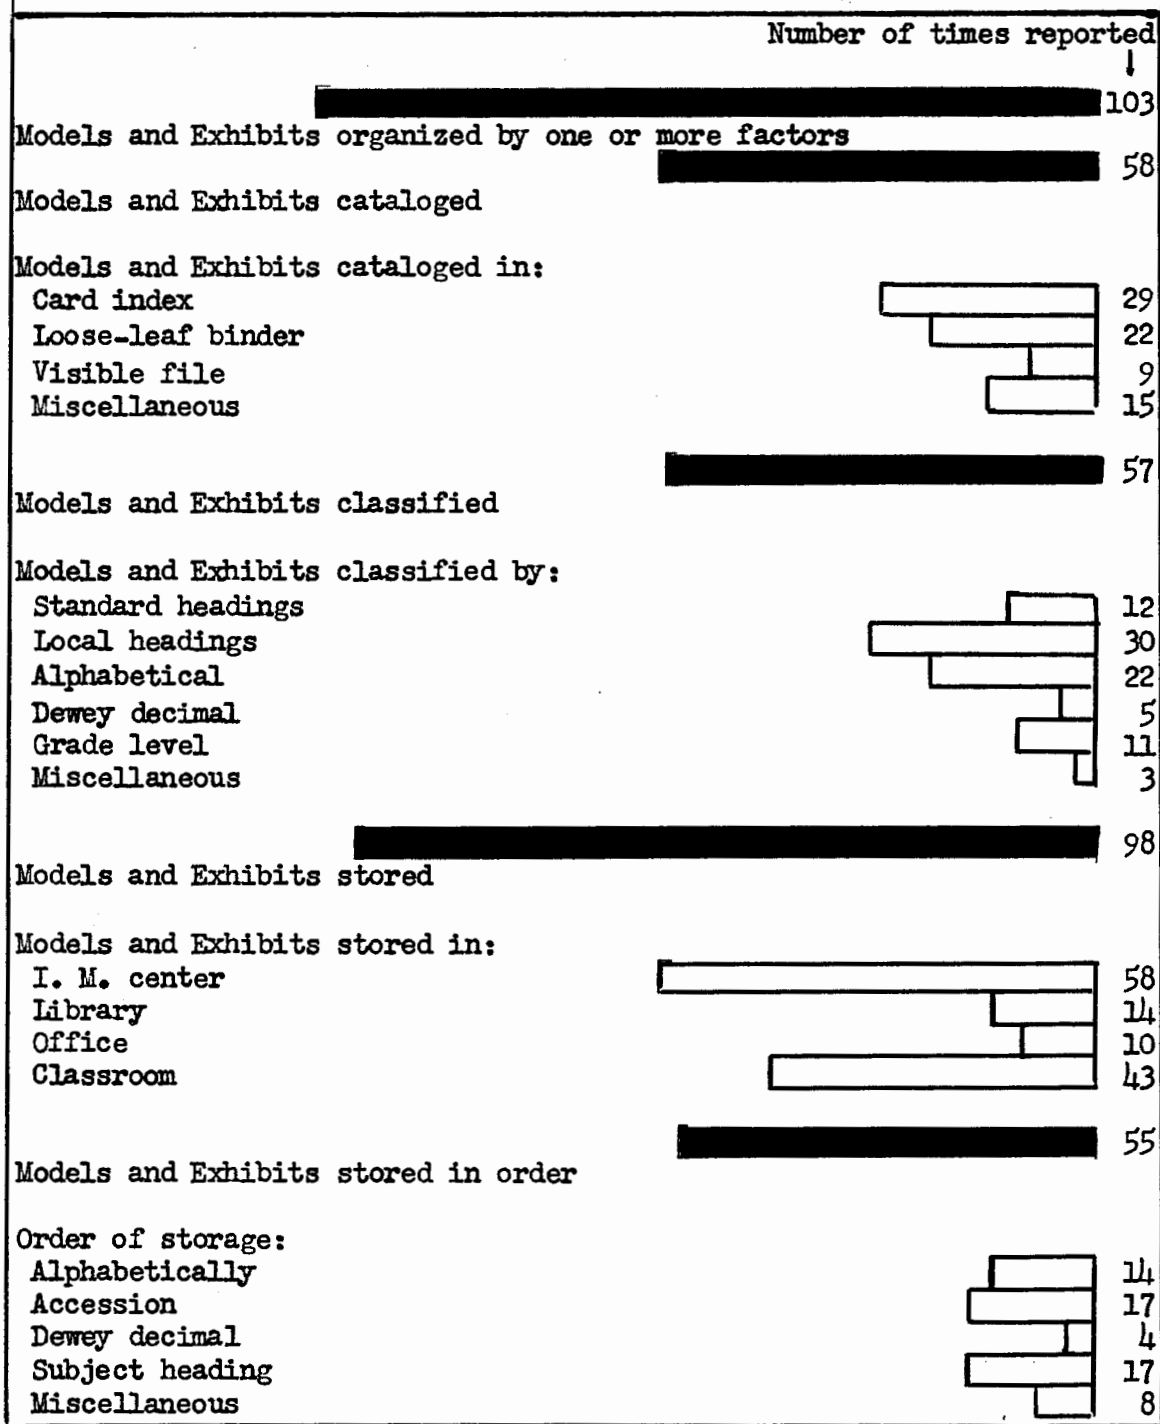 Number of times reported
103
Models and Exhibits organized by one or more factors
58
Models and Exhibits cataloged
Models and Exhibits cataloged in:
Card index 29
Loose-leaf binder 22
Visible file 9
Miscellaneous 15
57
Models and Exhibits classified
Models and Exhibits classified by:
Standard headings 12
Local headings 30
Alphabetical 22
Dewey decimal 5
Grade level 11
Miscellaneous 3
98
Models and Exhibits stored
Models and Exhibits stored in:
I. M. center 58
Library 14
Office 10
Classroom 43
55
Models and Exhibits stored in order
Order of storage:
Alphabetically 14
Accession 17
Dewey decimal 4
Subject heading 17
Miscellaneous 8